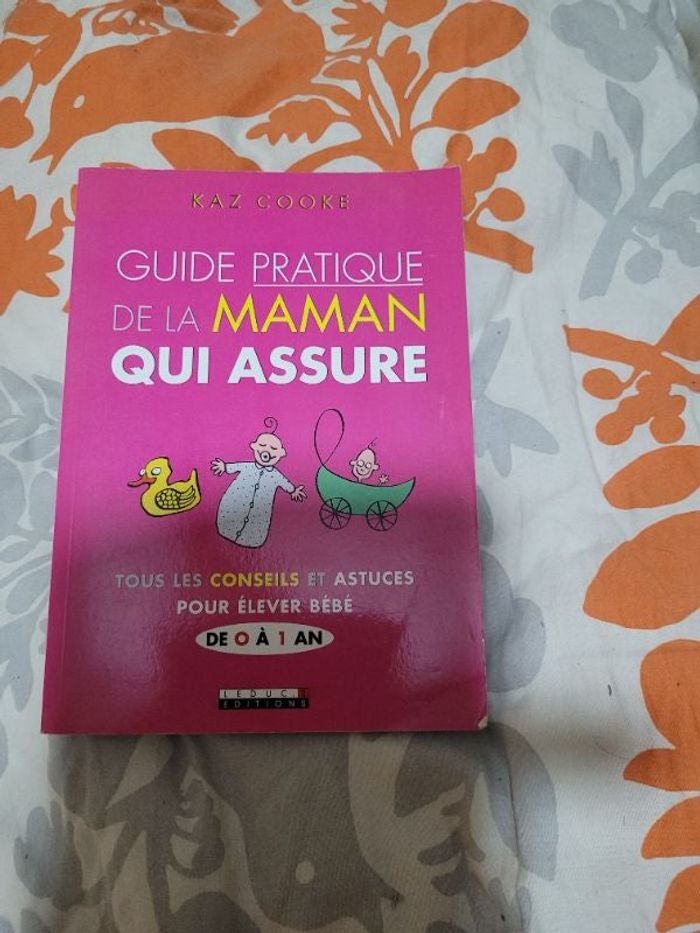 KAZ COOKE
GUIDE PRATIQUE
DE LA MAMAN
QUI ASSURE
TOUS LES CONSEILS ET ASTUCES
POUR ÉLEVER BÉBÉ
DE 0 À 1 AN
LEDUC.S
EDITIONS